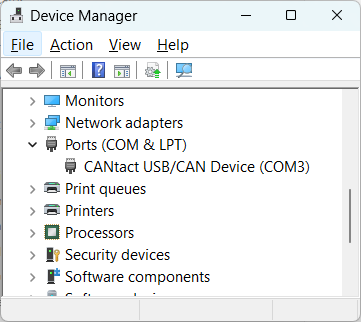 Device Manager
File Action View Help
Monitors
Network adapters
Ports (COM & LPT)
CANtact USB/CAN Device (COM3)
Print queues
Printers
Processors
Security devices
Software components